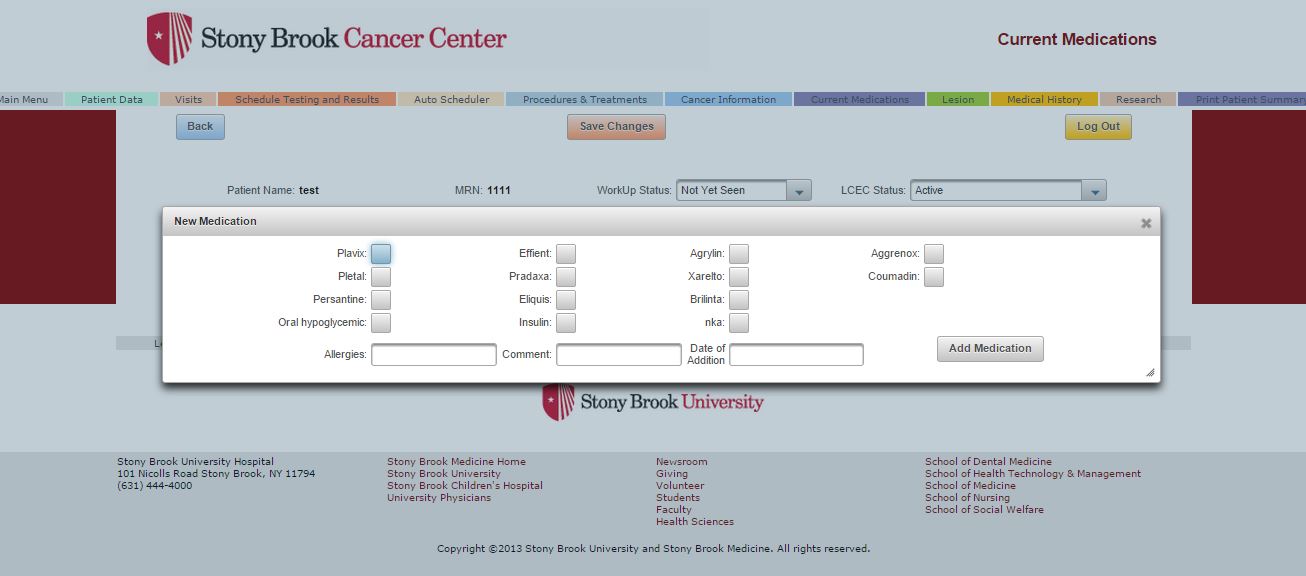 Stony Brook Cancer Center
Current Medications
Main Menu Patient Data Visits Schedule Testing and Results Auto Scheduler Procedures & Treatments Cancer Information Current Medications Lesion Medical History Research Print Patient Summar
Back Save Changes Log Out
Patient Name: test MRN: 1111 WorkUp Status: Not Yet Seen LCEC Status: Active
New Medication
Plavix: Effient: Agrylin: Aggrenox:
Pletal: Pradaxa: Xarelto: Coumadin:
Persantine: Eliquis: Brilinta:
Oral hypoglycemic: Insulin: nka:
Allergies: Comment: Date of
Addition
Add Medication
Stony Brook University
Stony Brook University Hospital
101 Nicolls Road Stony Brook, NY 11794
(631) 444-4000
Stony Brook Medicine Home
Stony Brook University
Stony Brook Children's Hospital
University Physicians
Newsroom
Giving
Volunteer
Students
Faculty
Health Sciences
School of Dental Medicine
School of Health Technology & Management
School of Medicine
School of Nursing
School of Social Welfare
Copyright ©2013 Stony Brook University and Stony Brook Medicine. All rights reserved.